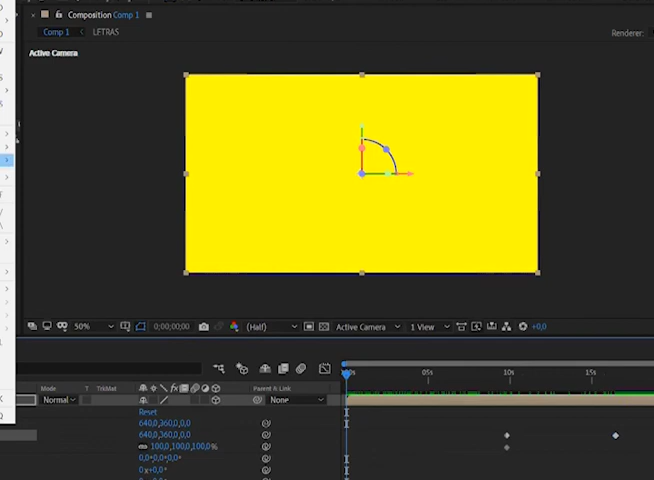 Composition Comp 1
Comp 1
LETRAS
Renderer:
Active Camera
50%
0;00;00;00
(Half)
Active Camera
1 View
+0,0
05s
10s
15s
Mode
T TrkMat
Parent & Link
Normal
None
Reset
640,0,360,0,0,0
640,0,360,0,0,0
100,0,100,0,100,0%
0,0°,0,0°,0,0°
0x+0,0°